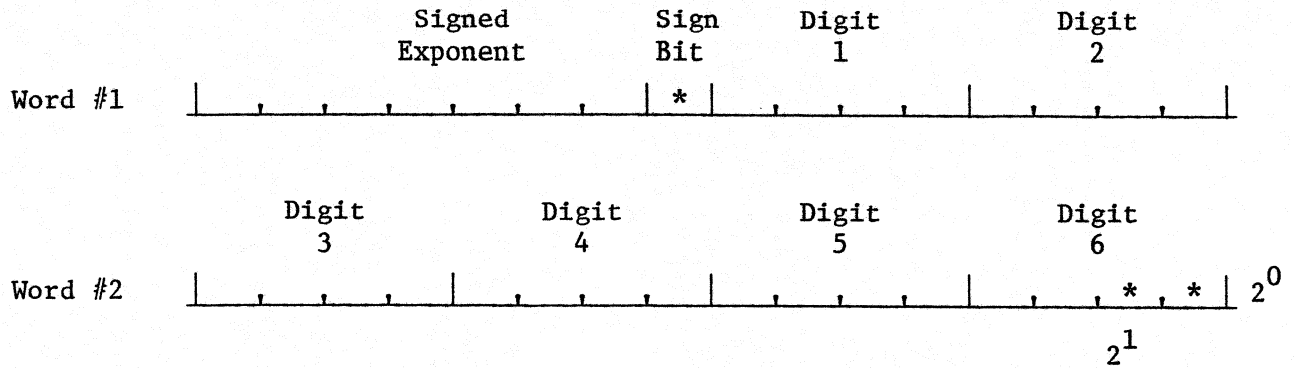 Signed Sign Digit Digit
Exponent Bit 1 2
Word #1 *
Digit Digit Digit Digit
3 4 5 6
Word #2 * * 2^0
2^1